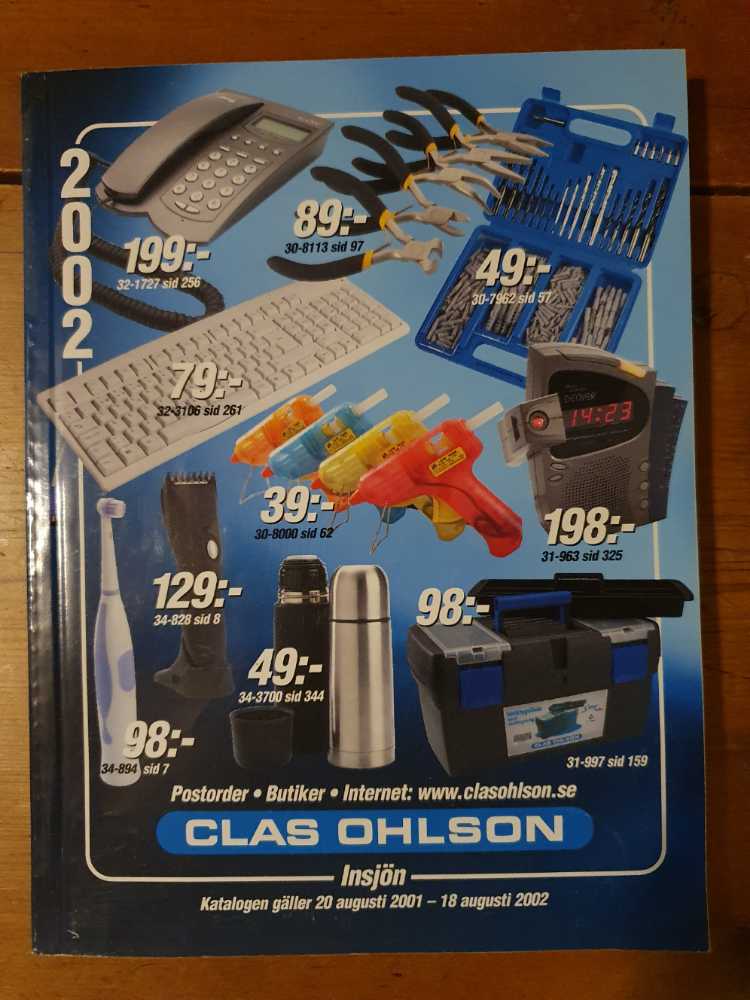 2002
199:-
32-1727 sid 256
89:-
30-8113 sid 97
49:-
30-7962 sid 57
79:-
32-3106 sid 261
DENVER
14:23
39:-
30-8000 sid 62
198:-
31-963 sid 325
129:-
34-828 sid 8
49:-
34-3700 sid 344
98:-
98:-
34-894 sid 7
CLAS OHLSON
31-997 sid 159
Postorder • Butiker • Internet: www.clasohlson.se
CLAS OHLSON
Insjön
Katalogen gäller 20 augusti 2001 – 18 augusti 2002